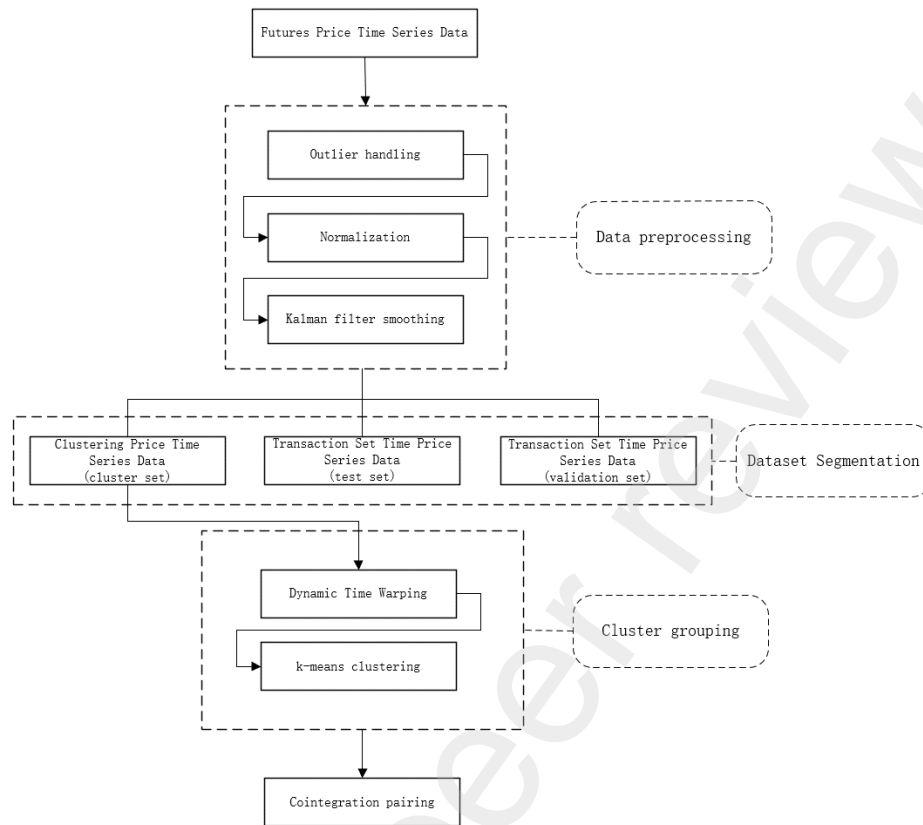 Futures Price Time Series Data
Outlier handling
Normalization
Data preprocessing
Kalman filter smoothing
Clustering Price Time
Series Data
(cluster set)
Transaction Set Time Price
Series Data
(test set)
Transaction Set Time Price
Series Data
(validation set)
Dataset Segmentation
Dynamic Time Warping
Cluster grouping
k-means clustering
Cointegration pairing
peer review